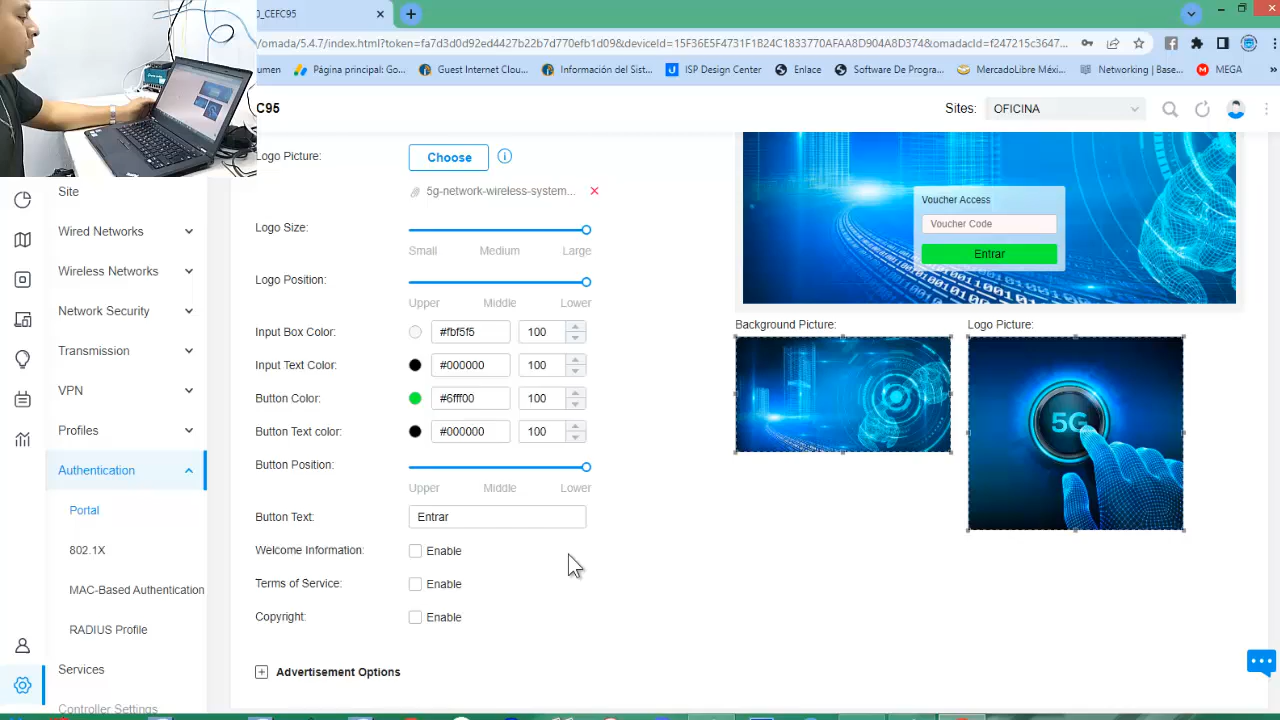 O_CEFC95
/omada/5.4.7/index.html?token=fa7d3d0d92ed4427b22b7d770efb1d09&deviceId=15F36E5F4731F1B24C1833770AFAA8D904A8D374&omadacId=f247215c3647...
umen Página principal: Go... Guest Internet Gru... Información del Sis... ISP Design Center Enlace Software De Progra... MercadoLibre Méxi... Networking | Base... MEGA »
C95 Sites: OFICINA
Logo Picture: Choose
5g-network-wireless-system...
Site
Wired Networks
Wireless Networks
Network Security
Transmission
VPN
Profiles
Authentication
Portal
802.1X
MAC-Based Authentication
RADIUS Profile
Services
Controller Settings
Logo Size:
Small Medium Large
Logo Position:
Upper Middle Lower
Input Box Color: #fbf5f5 100
Input Text Color: #000000 100
Button Color: #6fff00 100
Button Text color: #000000 100
Button Position:
Upper Middle Lower
Button Text: Entrar
Welcome Information: Enable
Terms of Service: Enable
Copyright: Enable
Advertisement Options
Voucher Access
Voucher Code
Entrar
Background Picture: Logo Picture:
5G